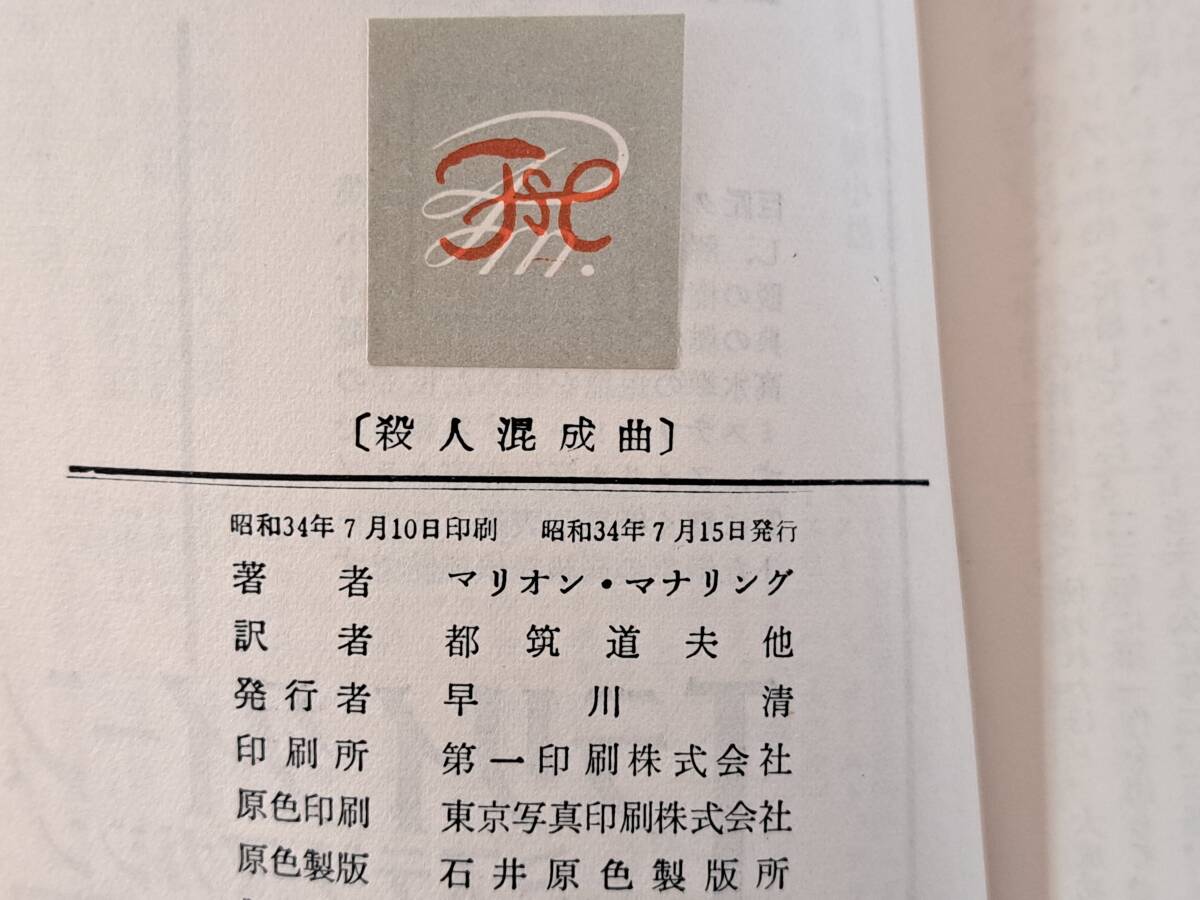 〔殺人混成曲〕
昭和34年7月10日印刷 昭和34年7月15日発行
著者 マリオン・マナリング
訳者 都筑道夫他
発行者 早川清
印刷所 第一印刷株式会社
原色印刷 東京写真印刷株式会社
原色製版 石井原色製版所